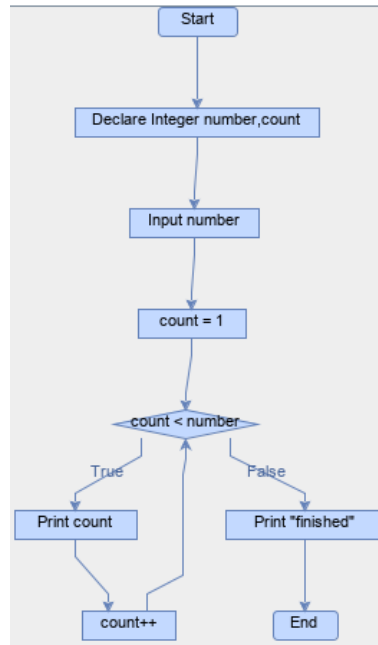 Start
Declare Integer number,count
Input number
count = 1
count < number
True
False
Print count
Print "finished"
count++
End